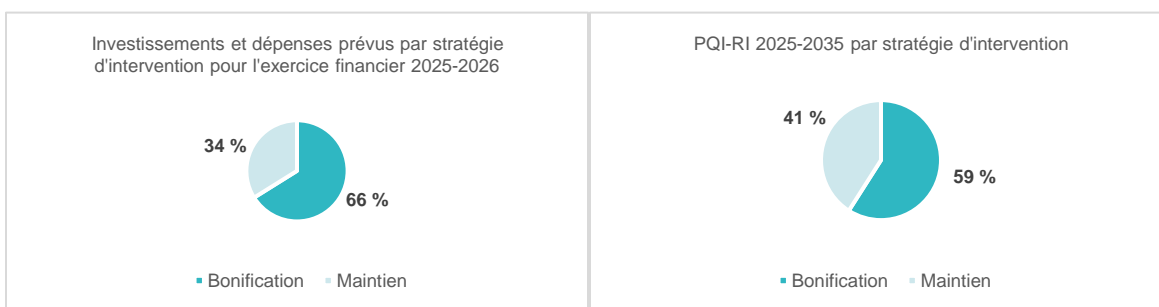 Investissements et dépenses prévus par stratégie
d'intervention pour l'exercice financier 2025-2026
34 %
66 %
Bonification Maintien
PQI-RI 2025-2035 par stratégie d'intervention
41 %
59 %
Bonification Maintien